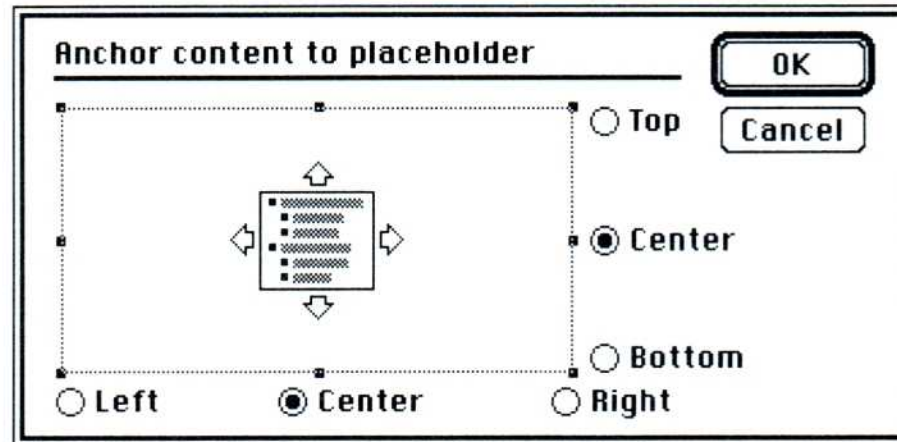 Anchor content to placeholder
OK
Cancel
Top
Center
Bottom
Left
Center
Right